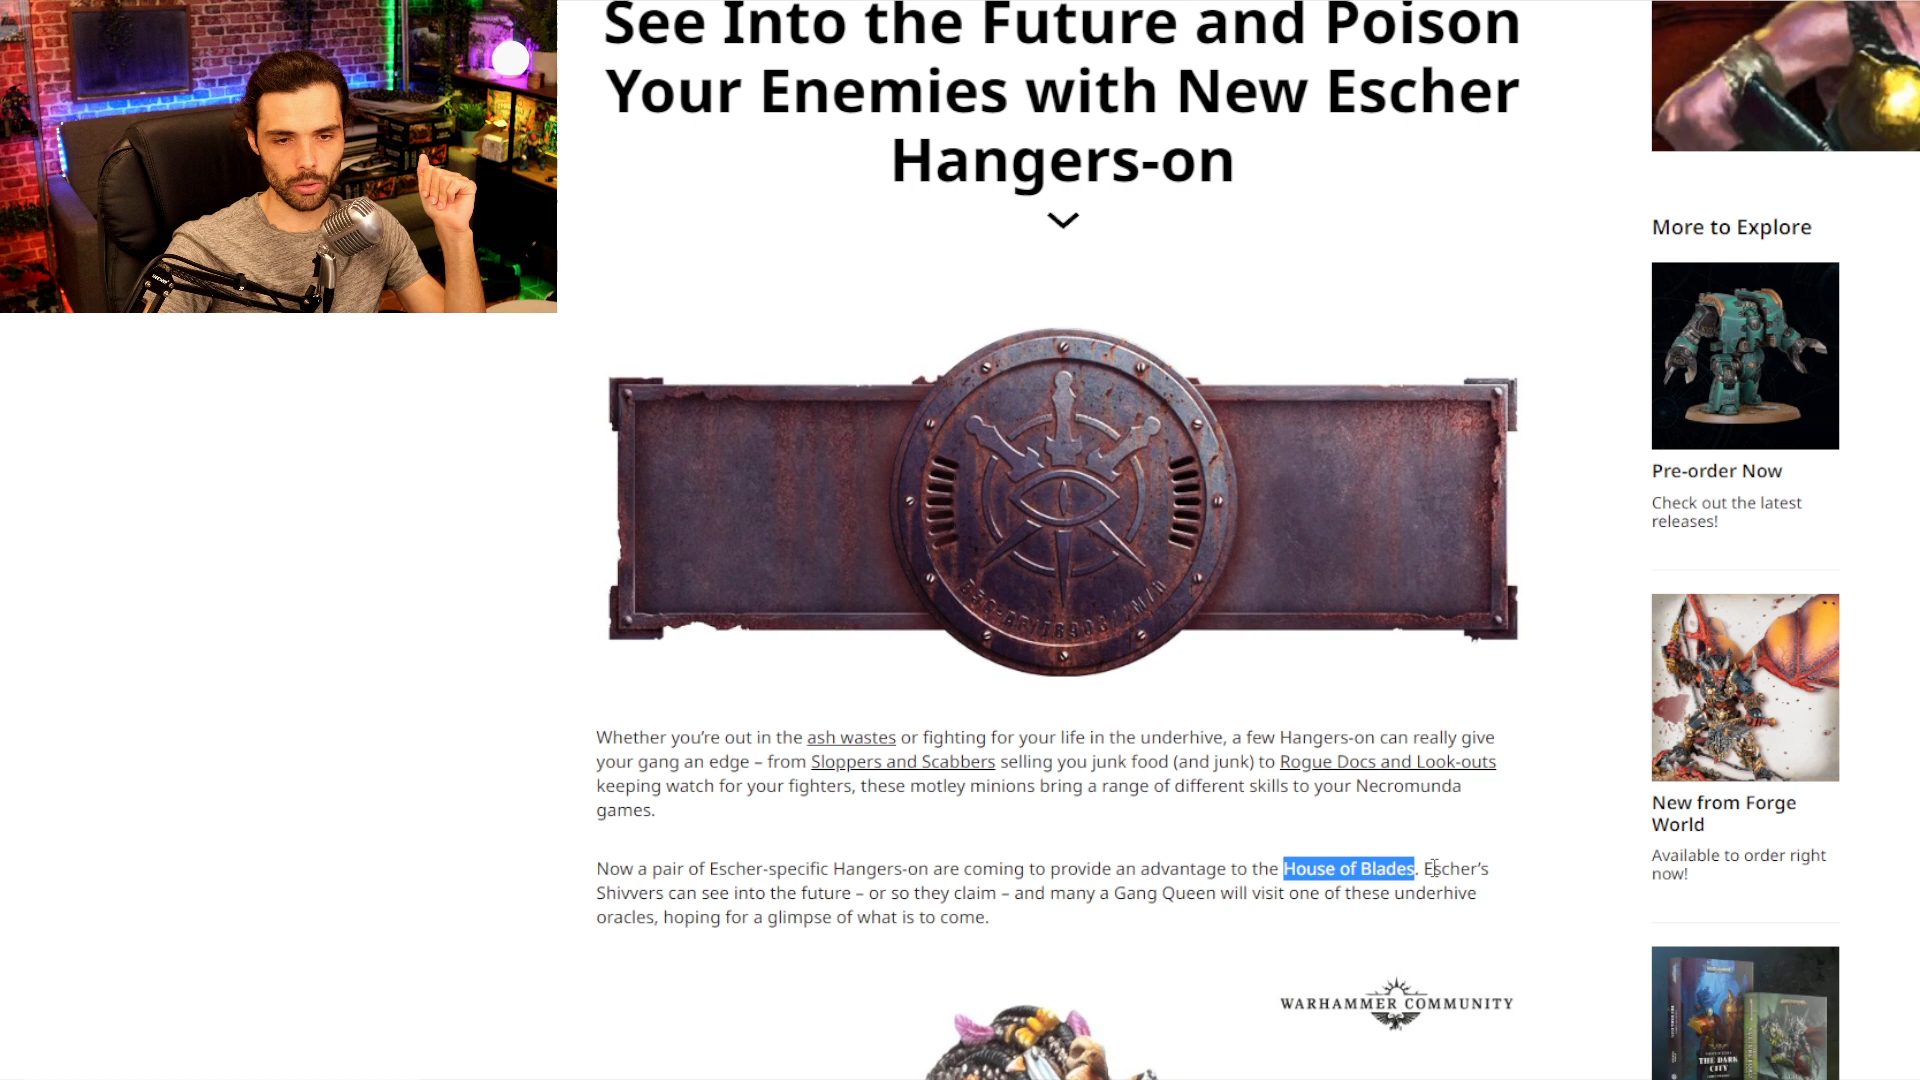 See Into the Future and Poison
Your Enemies with New Escher
Hangers-on
Whether you’re out in the ash wastes or fighting for your life in the underhive, a few Hangers-on can really give
your gang an edge – from Sloppers and Scabbers selling you junk food (and junk) to Rogue Docs and Look-outs
keeping watch for your fighters, these motley minions bring a range of different skills to your Necromunda
games.
Now a pair of Escher-specific Hangers-on are coming to provide an advantage to the House of Blades. Escher’s
Shivvers can see into the future – or so they claim – and many a Gang Queen will visit one of these underhive
oracles, hoping for a glimpse of what is to come.
WARHAMMER COMMUNITY
More to Explore
Pre-order Now
Check out the latest
releases!
New from Forge
World
Available to order right
now!
THE DARK
CITY